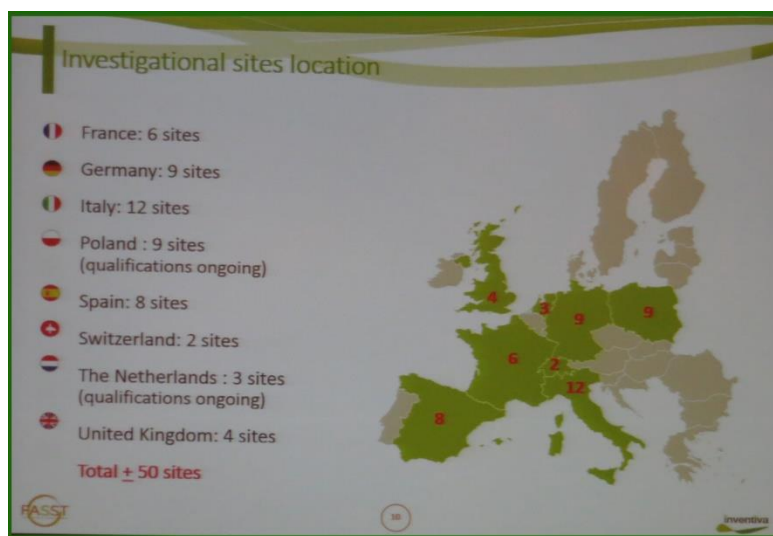 Investigational sites location
France: 6 sites
Germany: 9 sites
Italy: 12 sites
Poland : 9 sites
(qualifications ongoing)
Spain: 8 sites
Switzerland: 2 sites
The Netherlands : 3 sites
(qualifications ongoing)
United Kingdom: 4 sites
Total ± 50 sites
4
3
9
9
6
2
12
8
FASST
inventiva